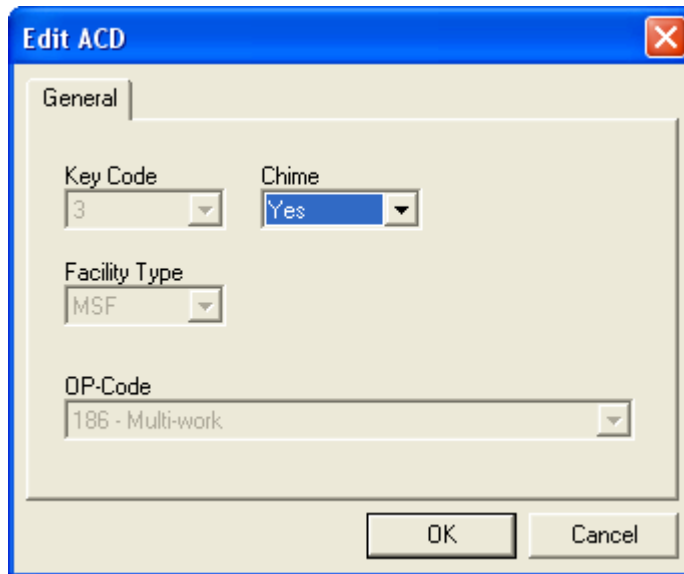 Edit ACD
General
Key Code Chime
3 Yes
Facility Type
MSF
OP-Code
186 - Multi-work
OK Cancel